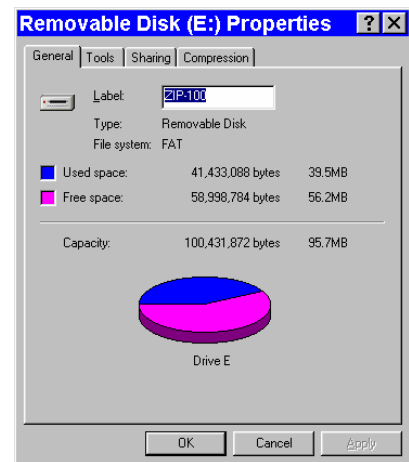 Removable Disk (E:) Properties
General Tools Sharing Compression
Label: ZIP-100
Type: Removable Disk
File system: FAT
Used space: 41,433,088 bytes 39.5MB
Free space: 58,998,784 bytes 56.2MB
Capacity: 100,431,872 bytes 95.7MB
Drive E
OK Cancel Apply